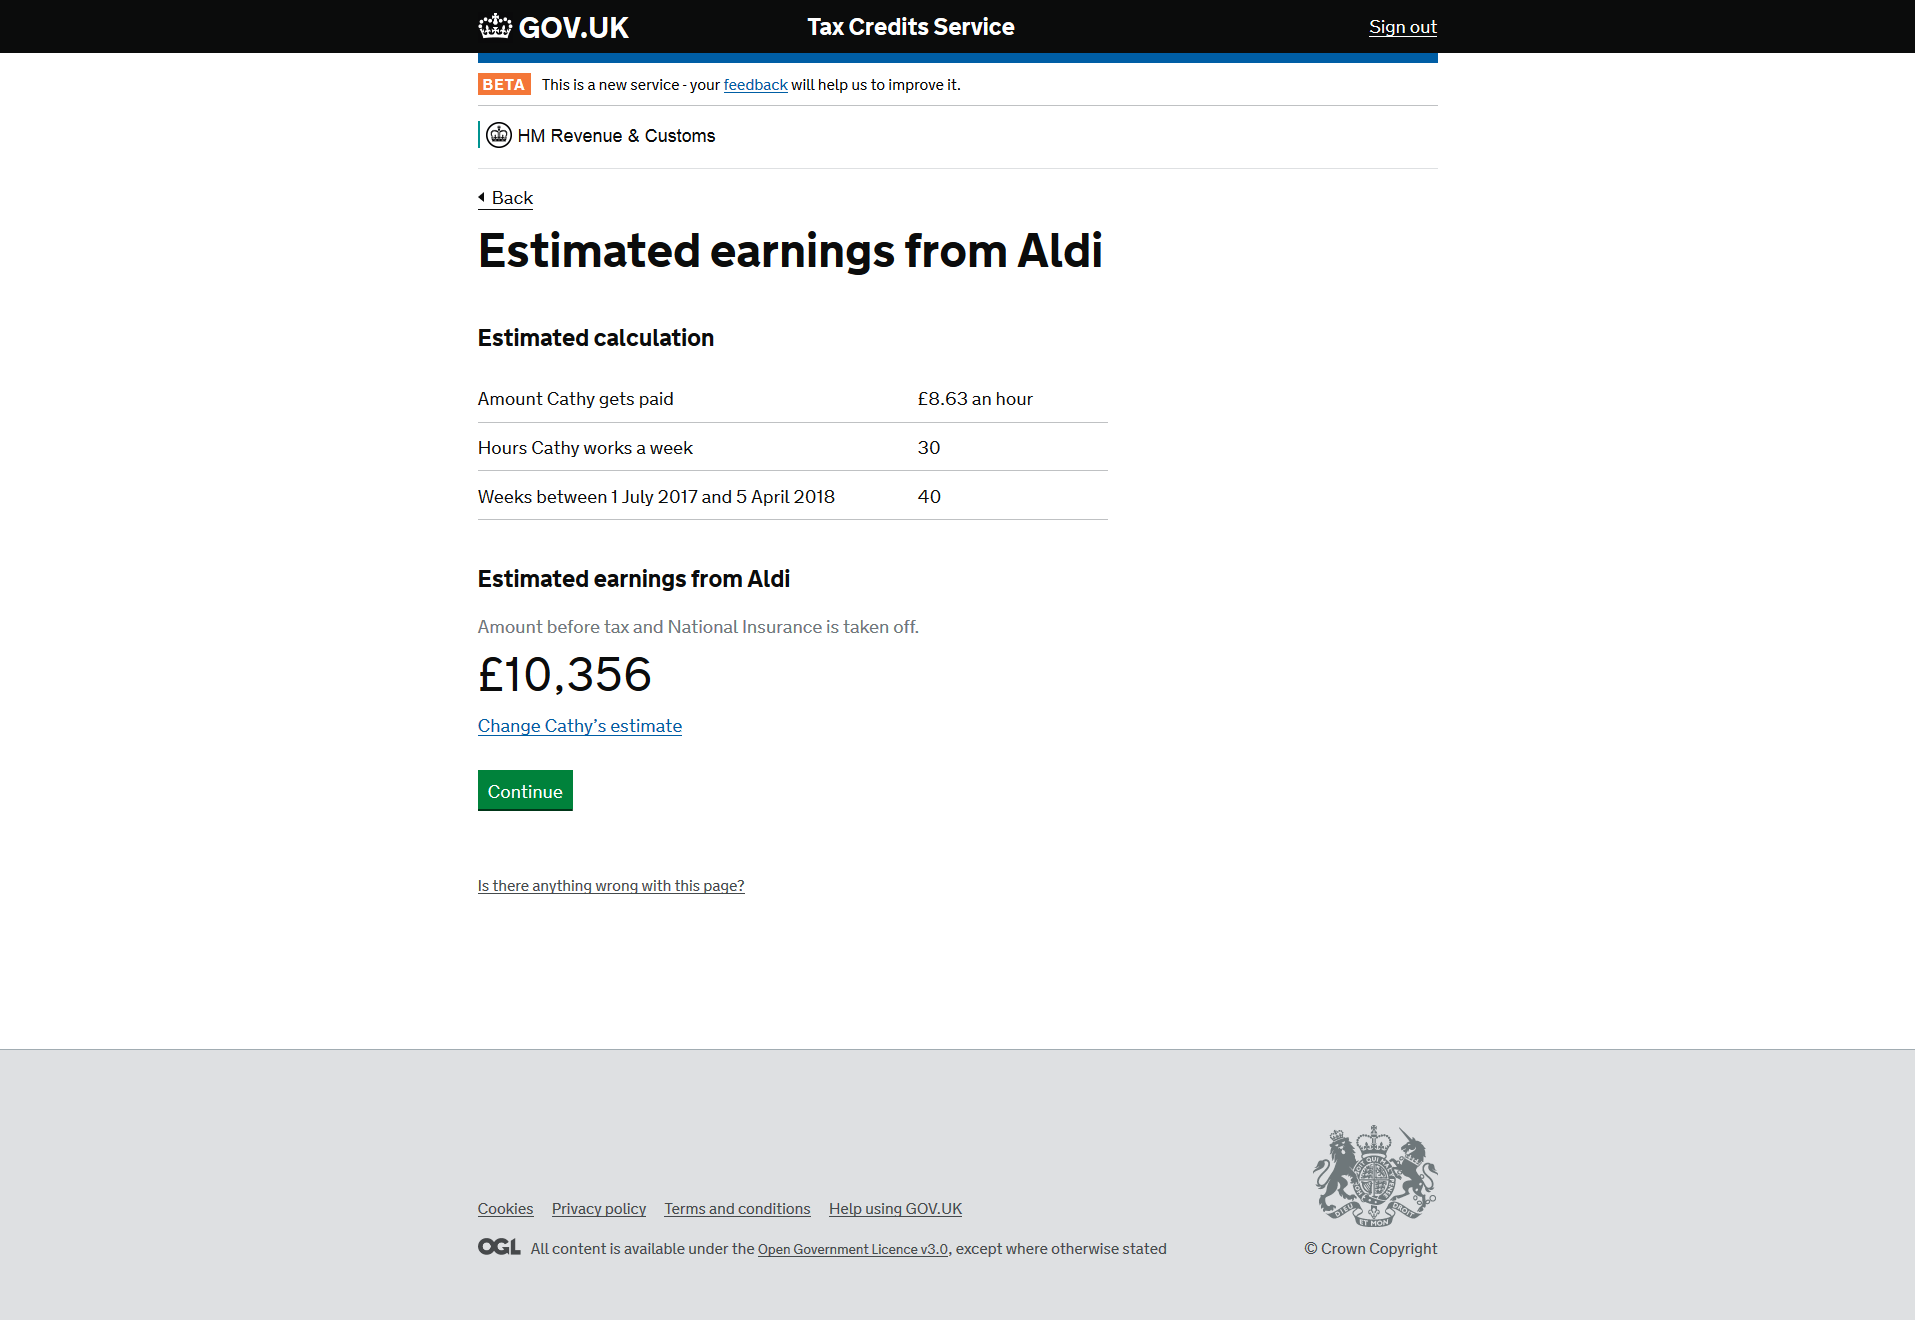 GOV.UK Tax Credits Service Sign out
BETA This is a new service - your feedback will help us to improve it.
HM Revenue & Customs
Back
Estimated earnings from Aldi
Estimated calculation
Amount Cathy gets paid £8.63 an hour
Hours Cathy works a week 30
Weeks between 1 July 2017 and 5 April 2018 40
Estimated earnings from Aldi
Amount before tax and National Insurance is taken off.
£10,356
Change Cathy’s estimate
Continue
Is there anything wrong with this page?
Cookies Privacy policy Terms and conditions Help using GOV.UK
OGL All content is available under the Open Government Licence v3.0, except where otherwise stated
© Crown Copyright